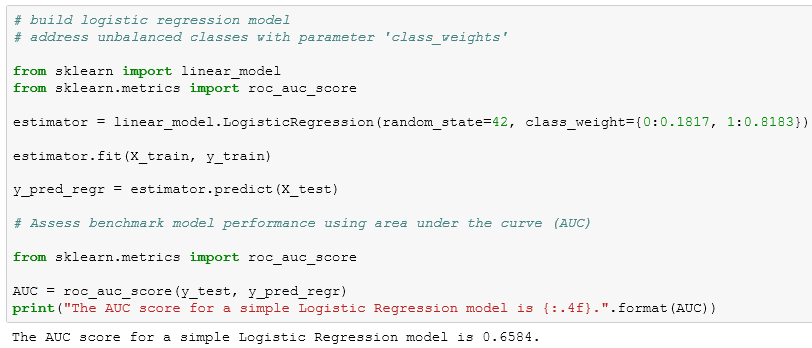 # build logistic regression model
# address unbalanced classes with parameter 'class_weights'
from sklearn import linear_model
from sklearn.metrics import roc_auc_score
estimator = linear_model.LogisticRegression(random_state=42, class_weight={0:0.1817, 1:0.8183})
estimator.fit(X_train, y_train)
y_pred_regr = estimator.predict(X_test)
# Assess benchmark model performance using area under the curve (AUC)
from sklearn.metrics import roc_auc_score
AUC = roc_auc_score(y_test, y_pred_regr)
print("The AUC score for a simple Logistic Regression model is {:.4f}.".format(AUC))
The AUC score for a simple Logistic Regression model is 0.6584.